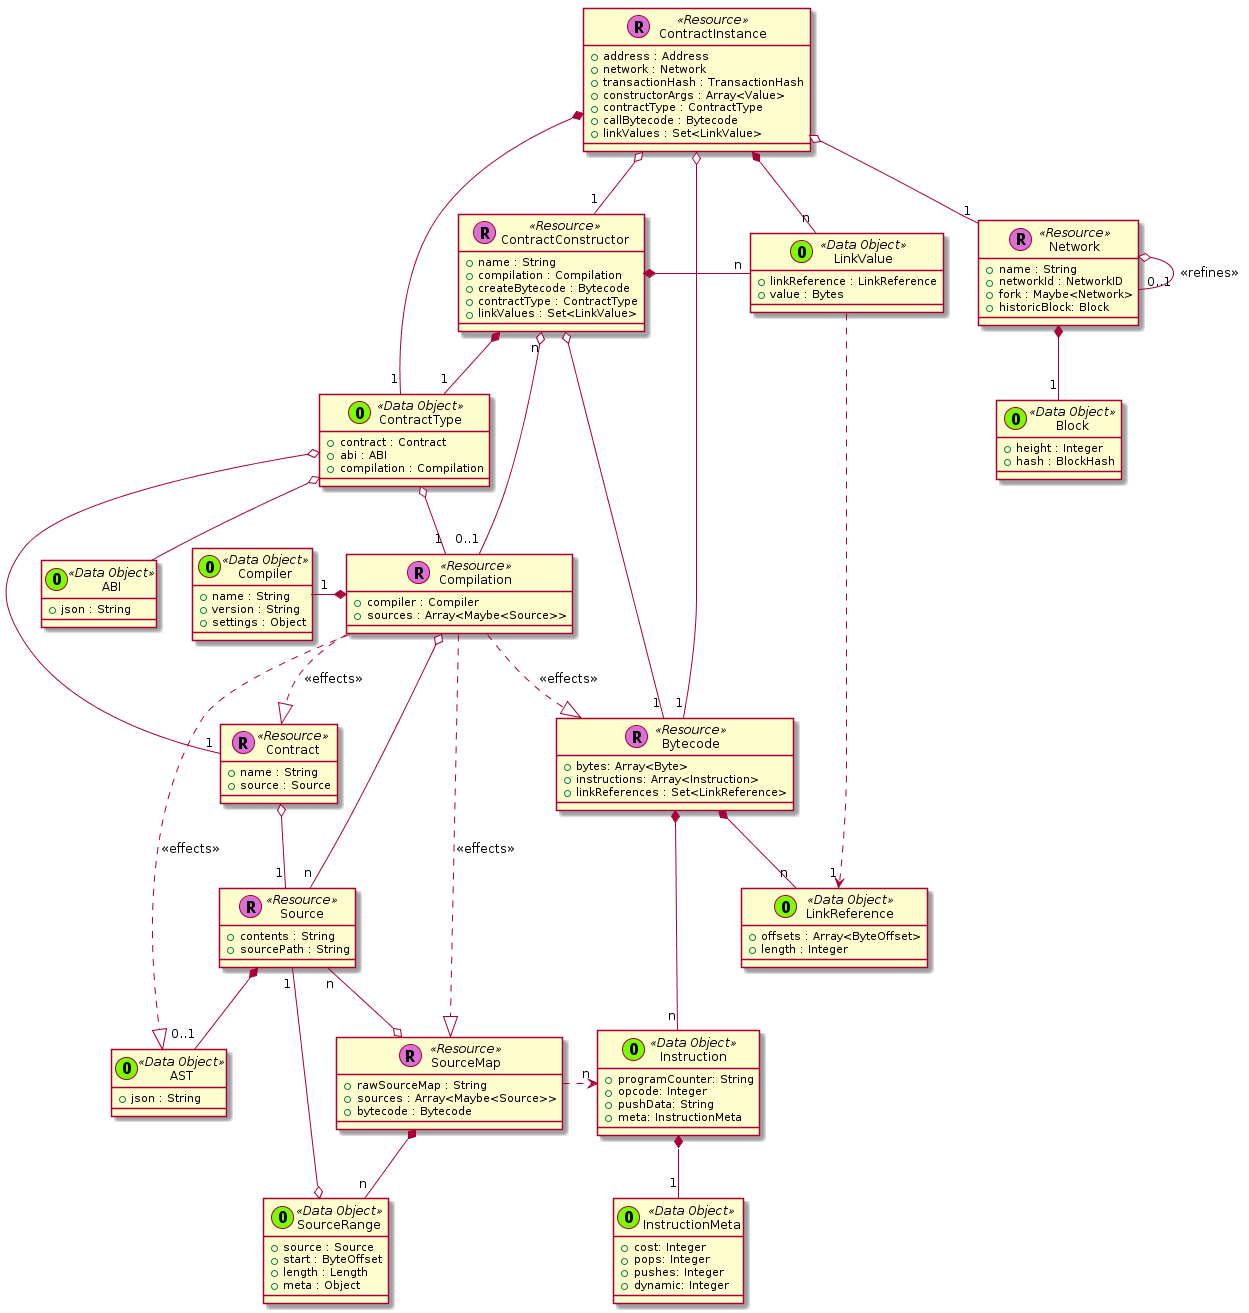 R
«Resource»
ContractInstance
address : Address
network : Network
transactionHash : TransactionHash
constructorArgs : Array<Value>
contractType : ContractType
callBytecode : Bytecode
linkValues : Set<LinkValue>
1
n
1
R
«Resource»
ContractConstructor
name : String
compilation : Compilation
createBytecode : Bytecode
contractType : ContractType
linkValues : Set<LinkValue>
n
O
«Data Object»
LinkValue
linkReference : LinkReference
value : Bytes
R
«Resource»
Network
name : String
networkId : NetworkID
fork : Maybe<Network>
historicBlock: Block
«refines»
0..1
n
1
1
1
O
«Data Object»
ContractType
contract : Contract
abi : ABI
compilation : Compilation
O
«Data Object»
Block
height : Integer
hash : BlockHash
1
0..1
O
«Data Object»
ABI
json : String
O
«Data Object»
Compiler
name : String
version : String
settings : Object
1
R
«Resource»
Compilation
compiler : Compiler
sources : Array<Maybe<Source>>
«effects»
«effects»
1
1
1
R
«Resource»
Contract
name : String
source : Source
R
«Resource»
Bytecode
bytes: Array<Byte>
instructions: Array<Instruction>
linkReferences : Set<LinkReference>
«effects»
«effects»
1
n
n
1
R
«Resource»
Source
contents : String
sourcePath : String
O
«Data Object»
LinkReference
offsets : Array<ByteOffset>
length : Integer
1
n
0..1
n
O
«Data Object»
AST
json : String
R
«Resource»
SourceMap
rawSourceMap : String
sources : Array<Maybe<Source>>
bytecode : Bytecode
n
O
«Data Object»
Instruction
programCounter: String
opcode: Integer
pushData: String
meta: InstructionMeta
n
1
O
«Data Object»
SourceRange
source : Source
start : ByteOffset
length : Length
meta : Object
O
«Data Object»
InstructionMeta
cost: Integer
pops: Integer
pushes: Integer
dynamic: Integer